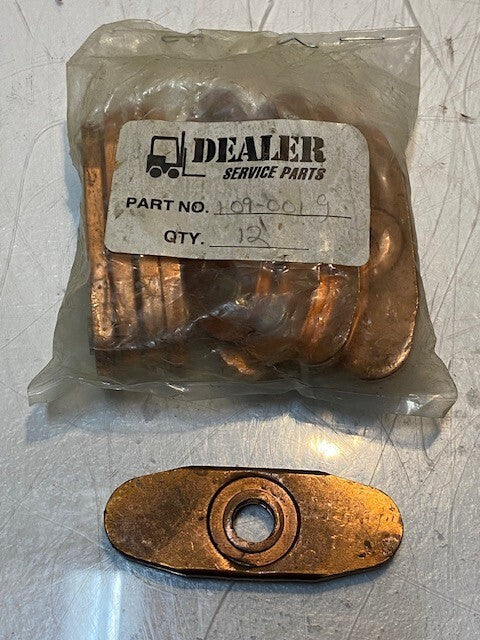 DEALER
SERVICE PARTS
PART NO. 109-0019
QTY. 12